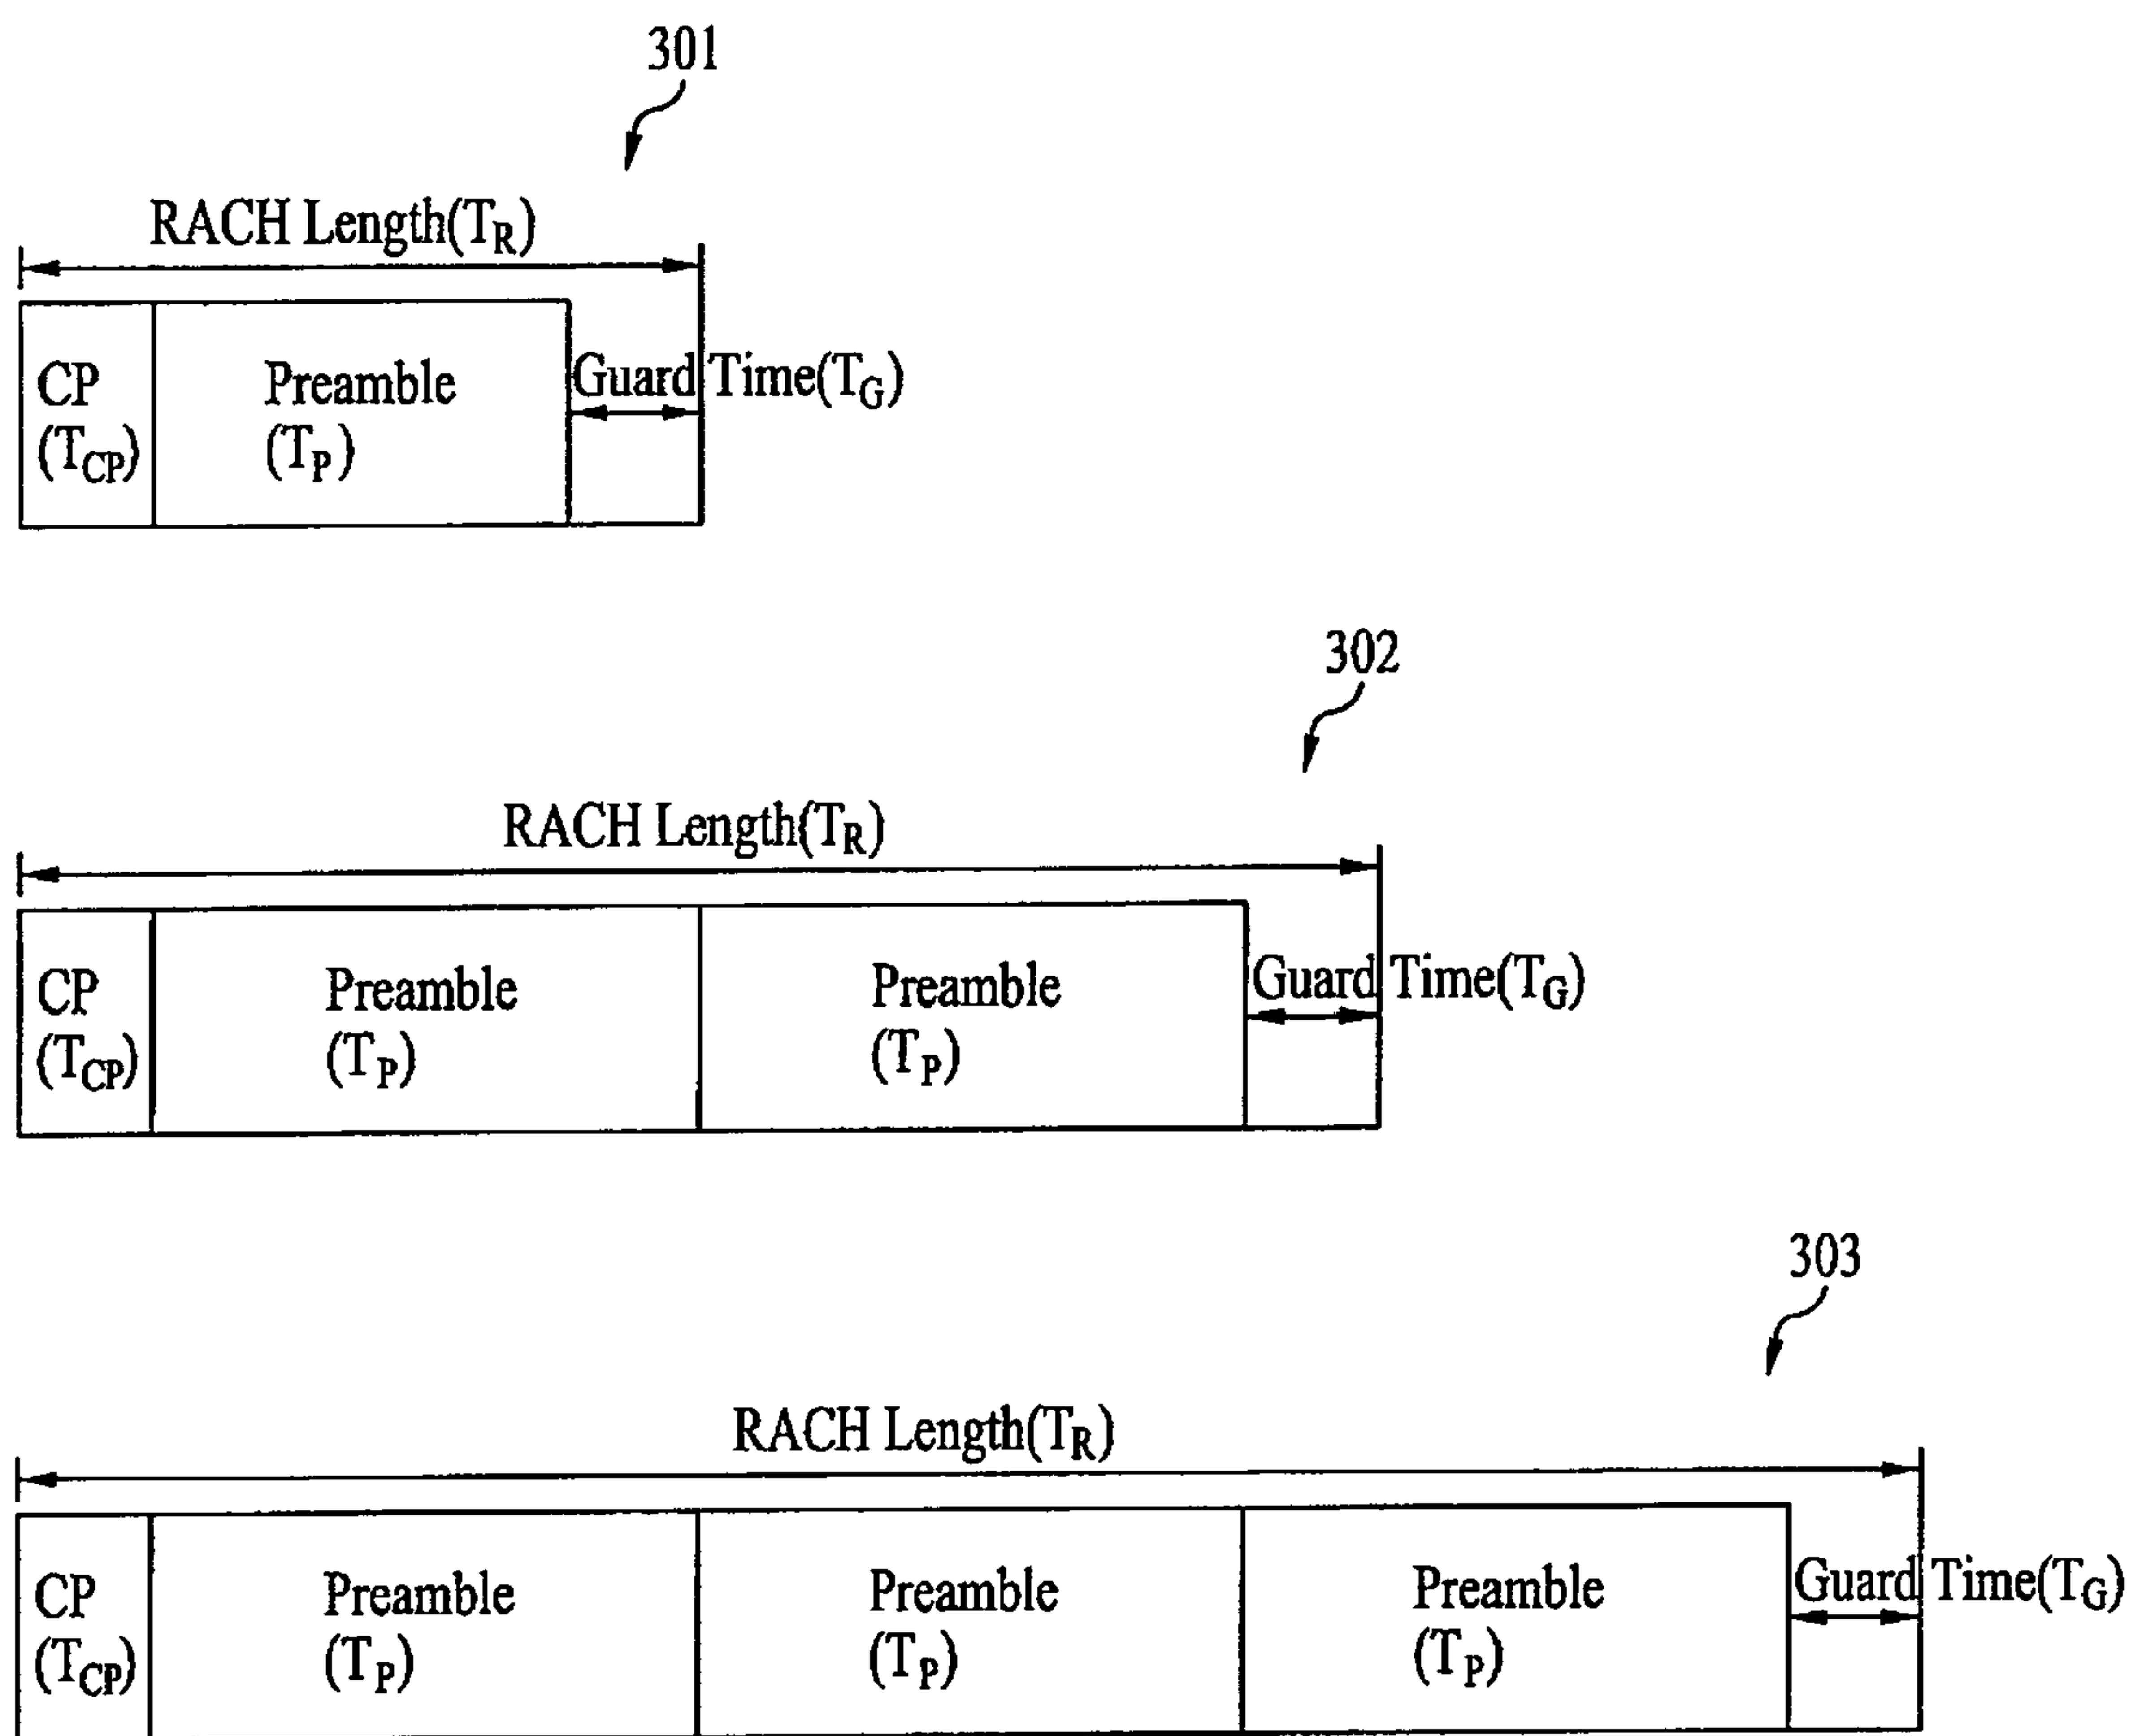 301
RACH Length(TR)
CP
(TCP)
Preamble
(TP)
Guard Time(TG)
302
RACH Length(TR)
CP
(TCP)
Preamble
(TP)
Preamble
(TP)
Guard Time(TG)
303
RACH Length(TR)
CP
(TCP)
Preamble
(TP)
Preamble
(TP)
Preamble
(TP)
Guard Time(TG)